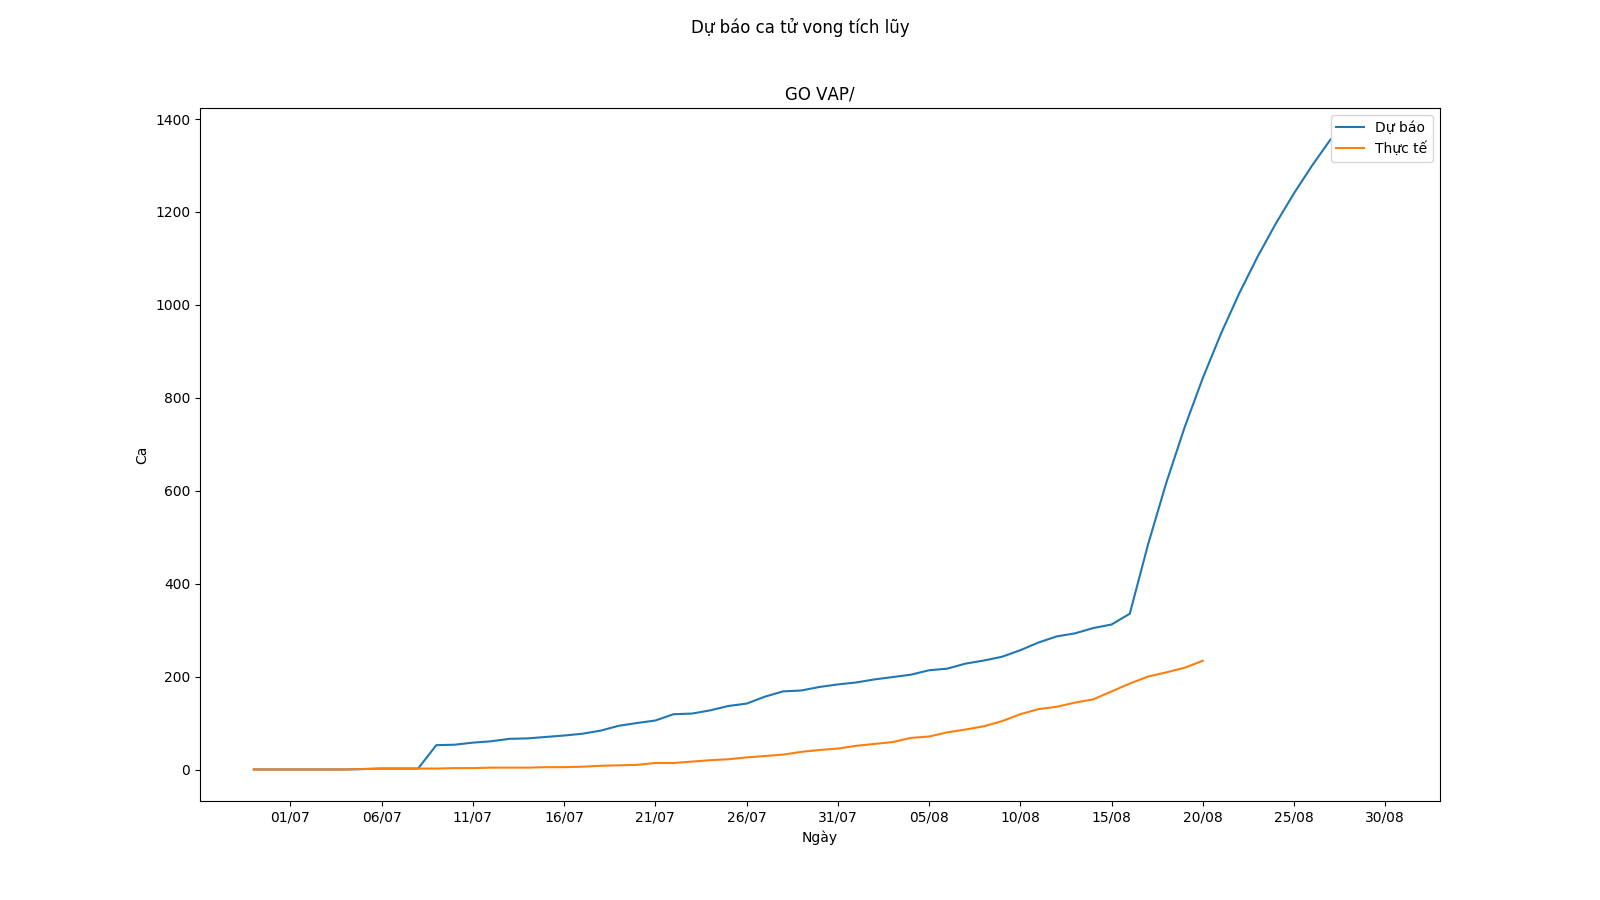 Dự báo ca tử vong tích lũy
GO VAP/
Dự báo
Thực tế
Ca
1400
1200
1000
800
600
400
200
0
01/07 06/07 11/07 16/07 21/07 26/07 31/07 05/08 10/08 15/08 20/08 25/08 30/08
Ngày